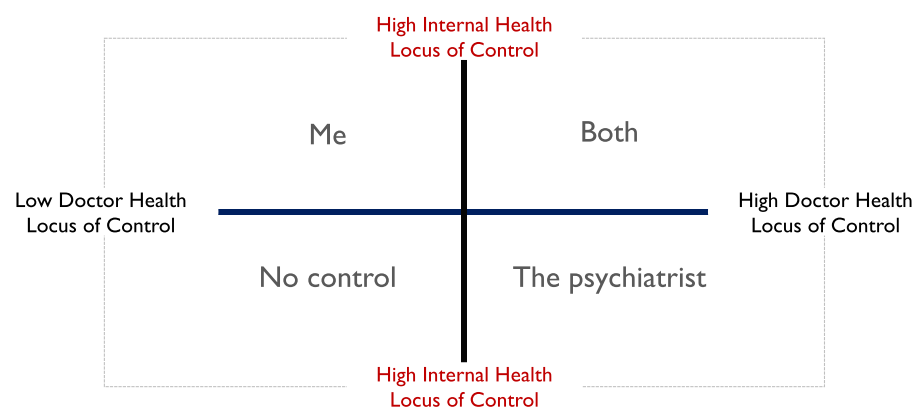 High Internal Health
Locus of Control
Me
Both
Low Doctor Health
Locus of Control
High Doctor Health
Locus of Control
No control
The psychiatrist
High Internal Health
Locus of Control